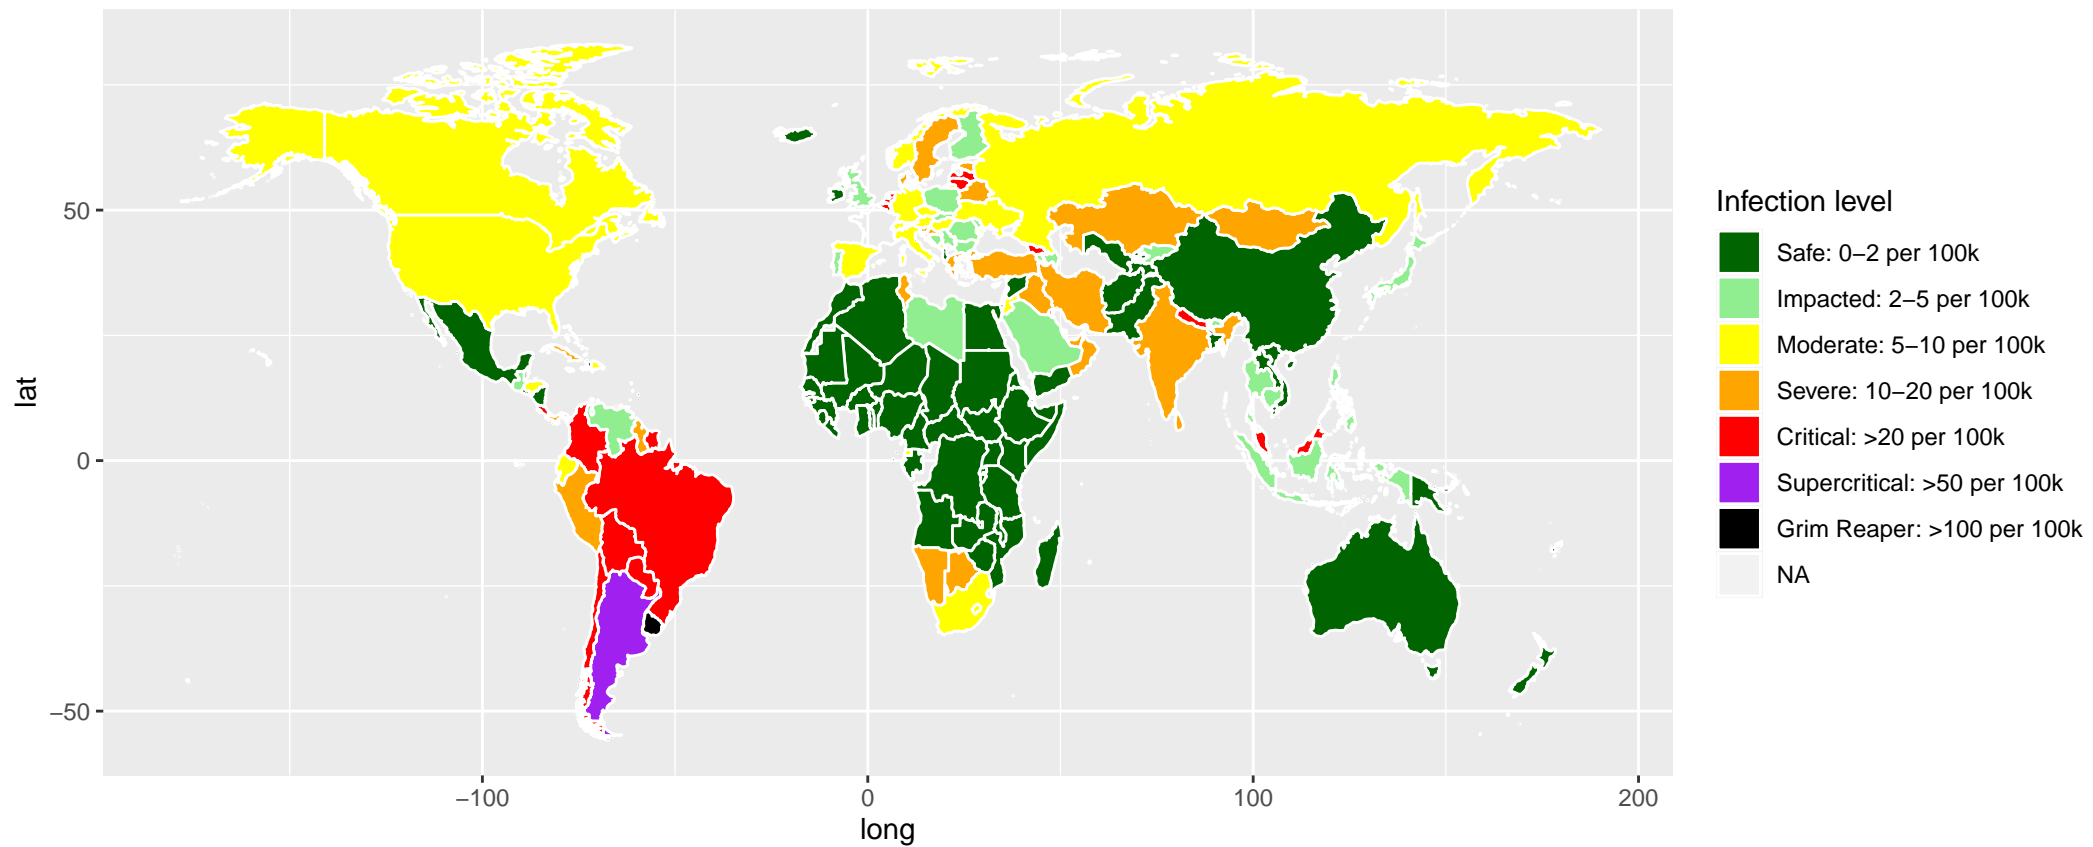 50
0
−50
lat
−100
0
100
200
long
Infection level
Safe: 0−2 per 100k
Impacted: 2−5 per 100k
Moderate: 5−10 per 100k
Severe: 10−20 per 100k
Critical: >20 per 100k
Supercritical: >50 per 100k
Grim Reaper: >100 per 100k
NA